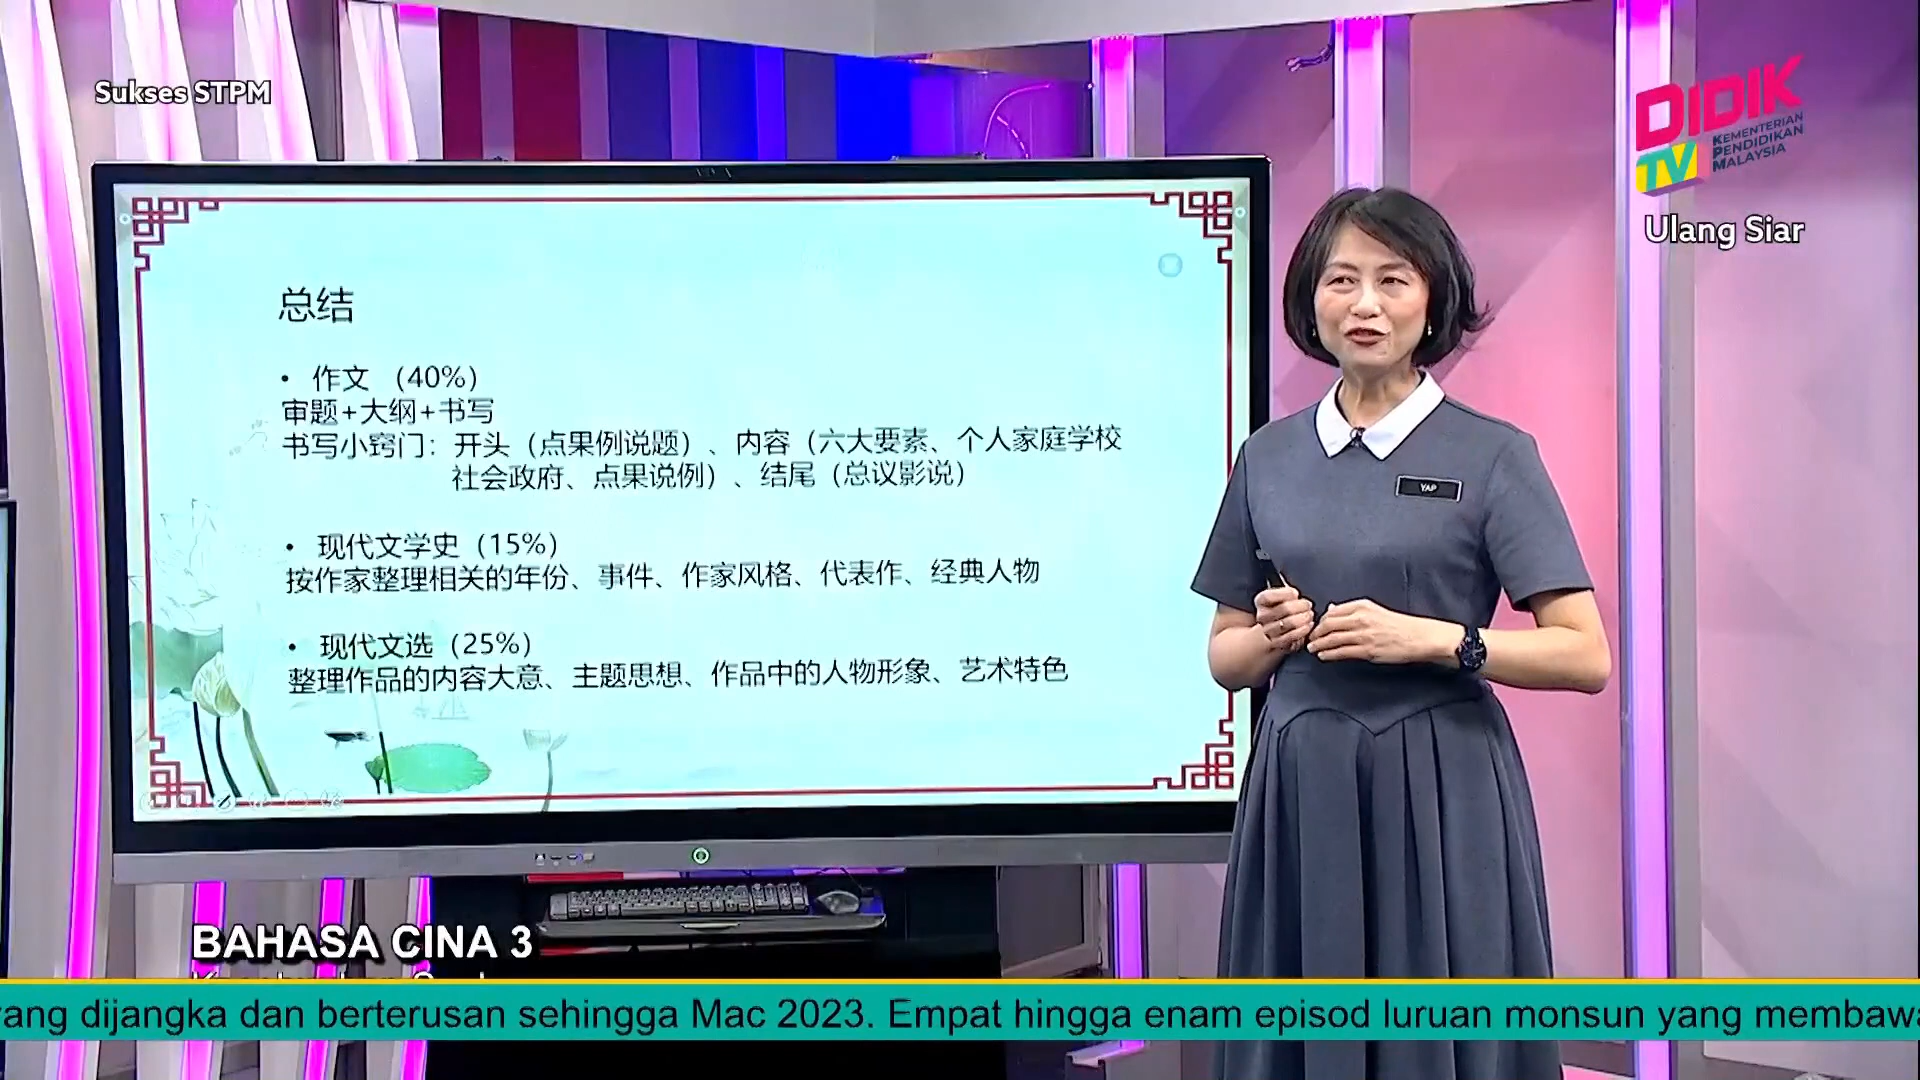 Sukses STPM
DIDIK
TV
KEMENTERIAN
PENDIDIKAN
MALAYSIA
Ulang Siar
总结
• 作文 （40%）
审题+大纲+书写
书写小窍门：开头（点果例说题）、内容（六大要素、个人家庭学校
社会政府、点果说例）、结尾（总议影说）
• 现代文学史（15%）
按作家整理相关的年份、事件、作家风格、代表作、经典人物
• 现代文选（25%）
整理作品的内容大意、主题思想、作品中的人物形象、艺术特色
YAP
BAHASA CINA 3
yang dijangka dan berterusan sehingga Mac 2023. Empat hingga enam episod luruan monsun yang membawa